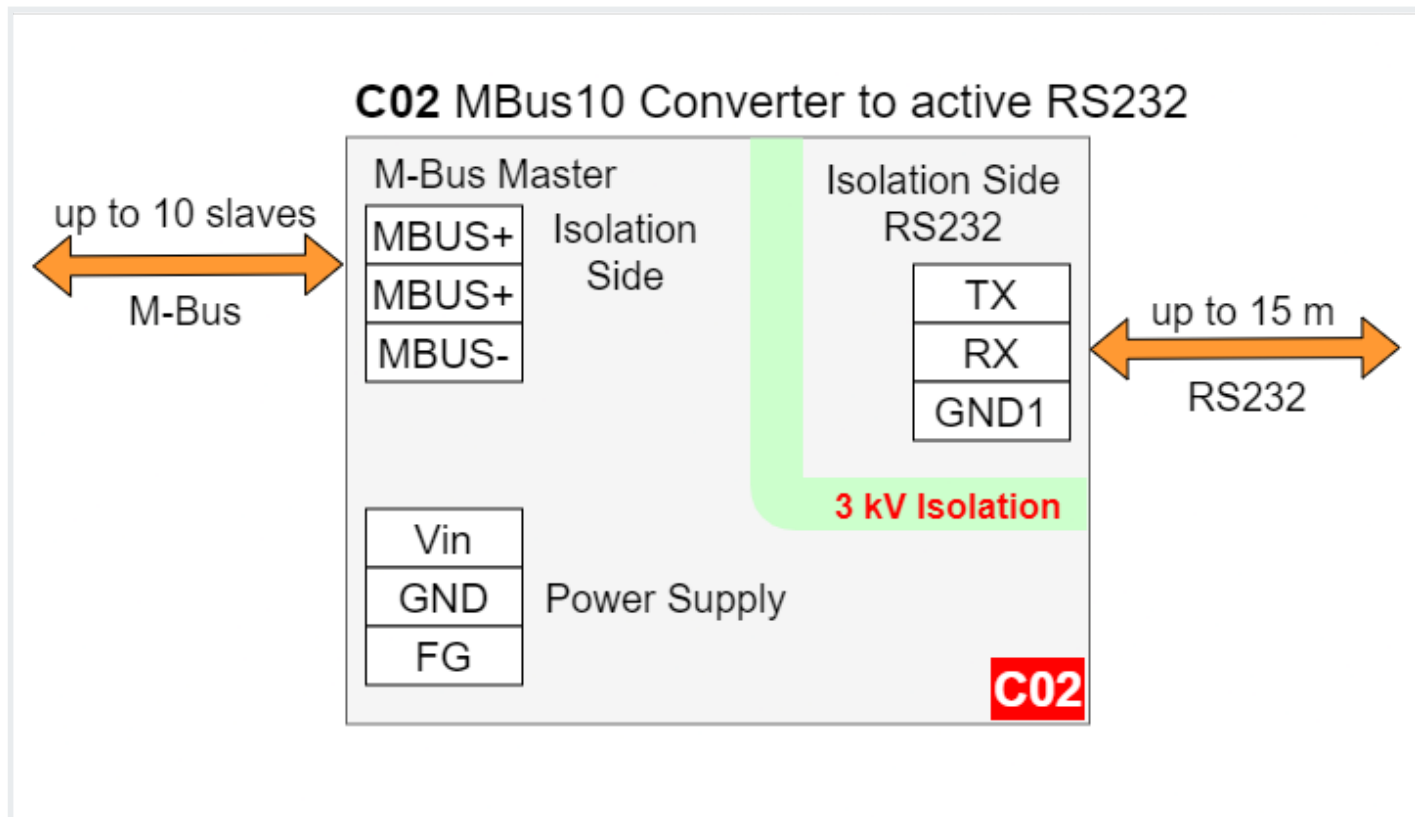 C02 MBus10 Converter to active RS232
M-Bus Master
Isolation Side
RS232
up to 10 slaves
M-Bus
MBUS+
MBUS+
MBUS-
Isolation
Side
TX
RX
GND1
up to 15 m
RS232
3 kV Isolation
Vin
GND
FG
Power Supply
C02